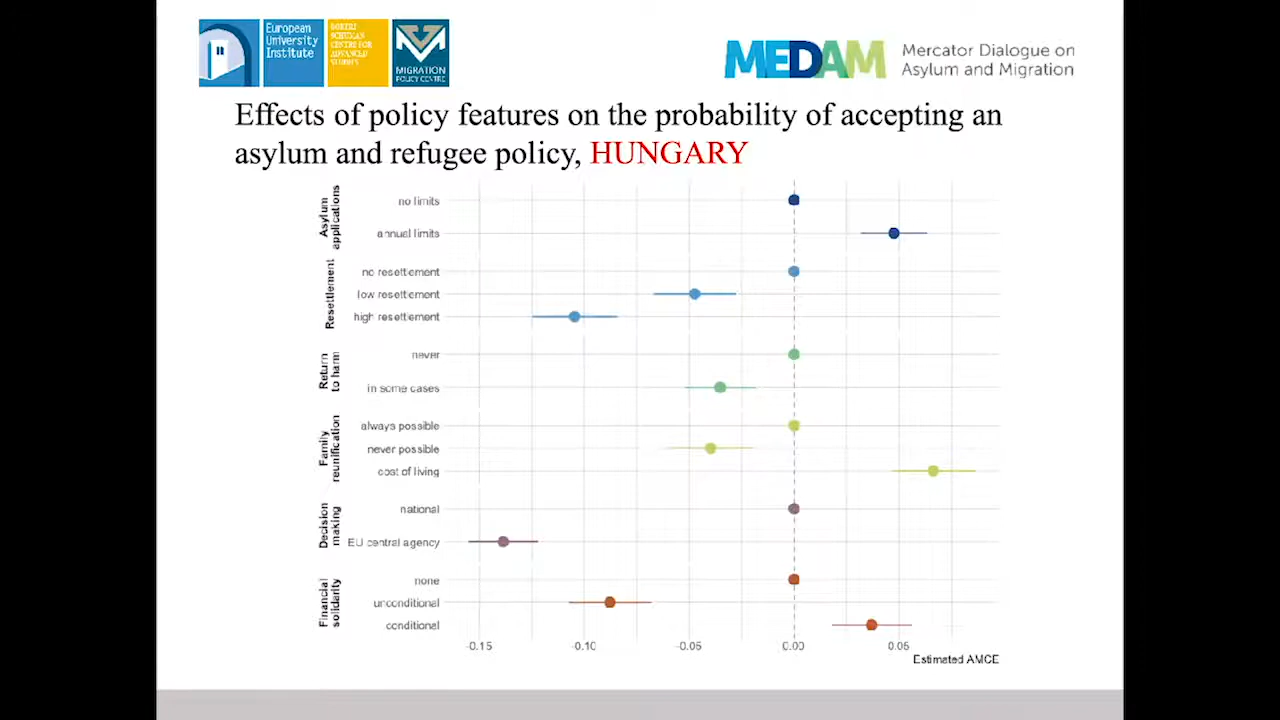 European
University
Institute
ROBERT
SCHUMAN
CENTRE FOR
ADVANCED
STUDIES
MIGRATION
POLICY CENTRE
MEDAM
Mercator Dialogue on
Asylum and Migration
Effects of policy features on the probability of accepting an
asylum and refugee policy, HUNGARY
Asylum
applications
no limits
annual limits
Resettlement
no resettlement
low resettlement
high resettlement
Return
to harm
never
in some cases
Family
reunification
always possible
never possible
cost of living
Decision
making
national
EU central agency
Financial
solidarity
none
unconditional
conditional
-0.15 -0.10 -0.05 0.00 0.05
Estimated AMCE